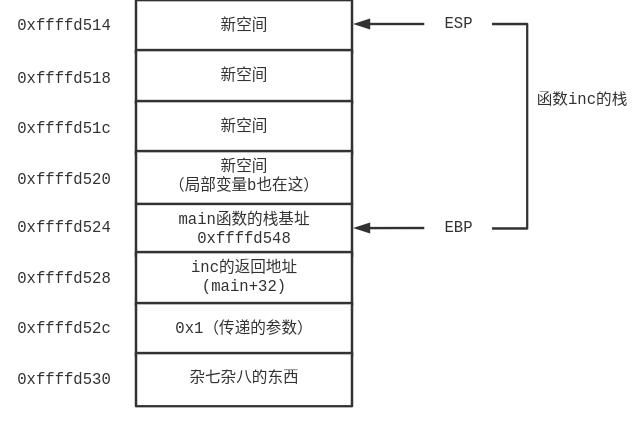 0xffffd514 新空间 ESP
0xffffd518 新空间
函数inc的栈
0xffffd51c 新空间
0xffffd520 新空间
（局部变量b也在这）
0xffffd524 main函数的栈基址 EBP
0xffffd548
0xffffd528 inc的返回地址
(main+32)
0xffffd52c 0x1（传递的参数）
0xffffd530 杂七杂八的东西